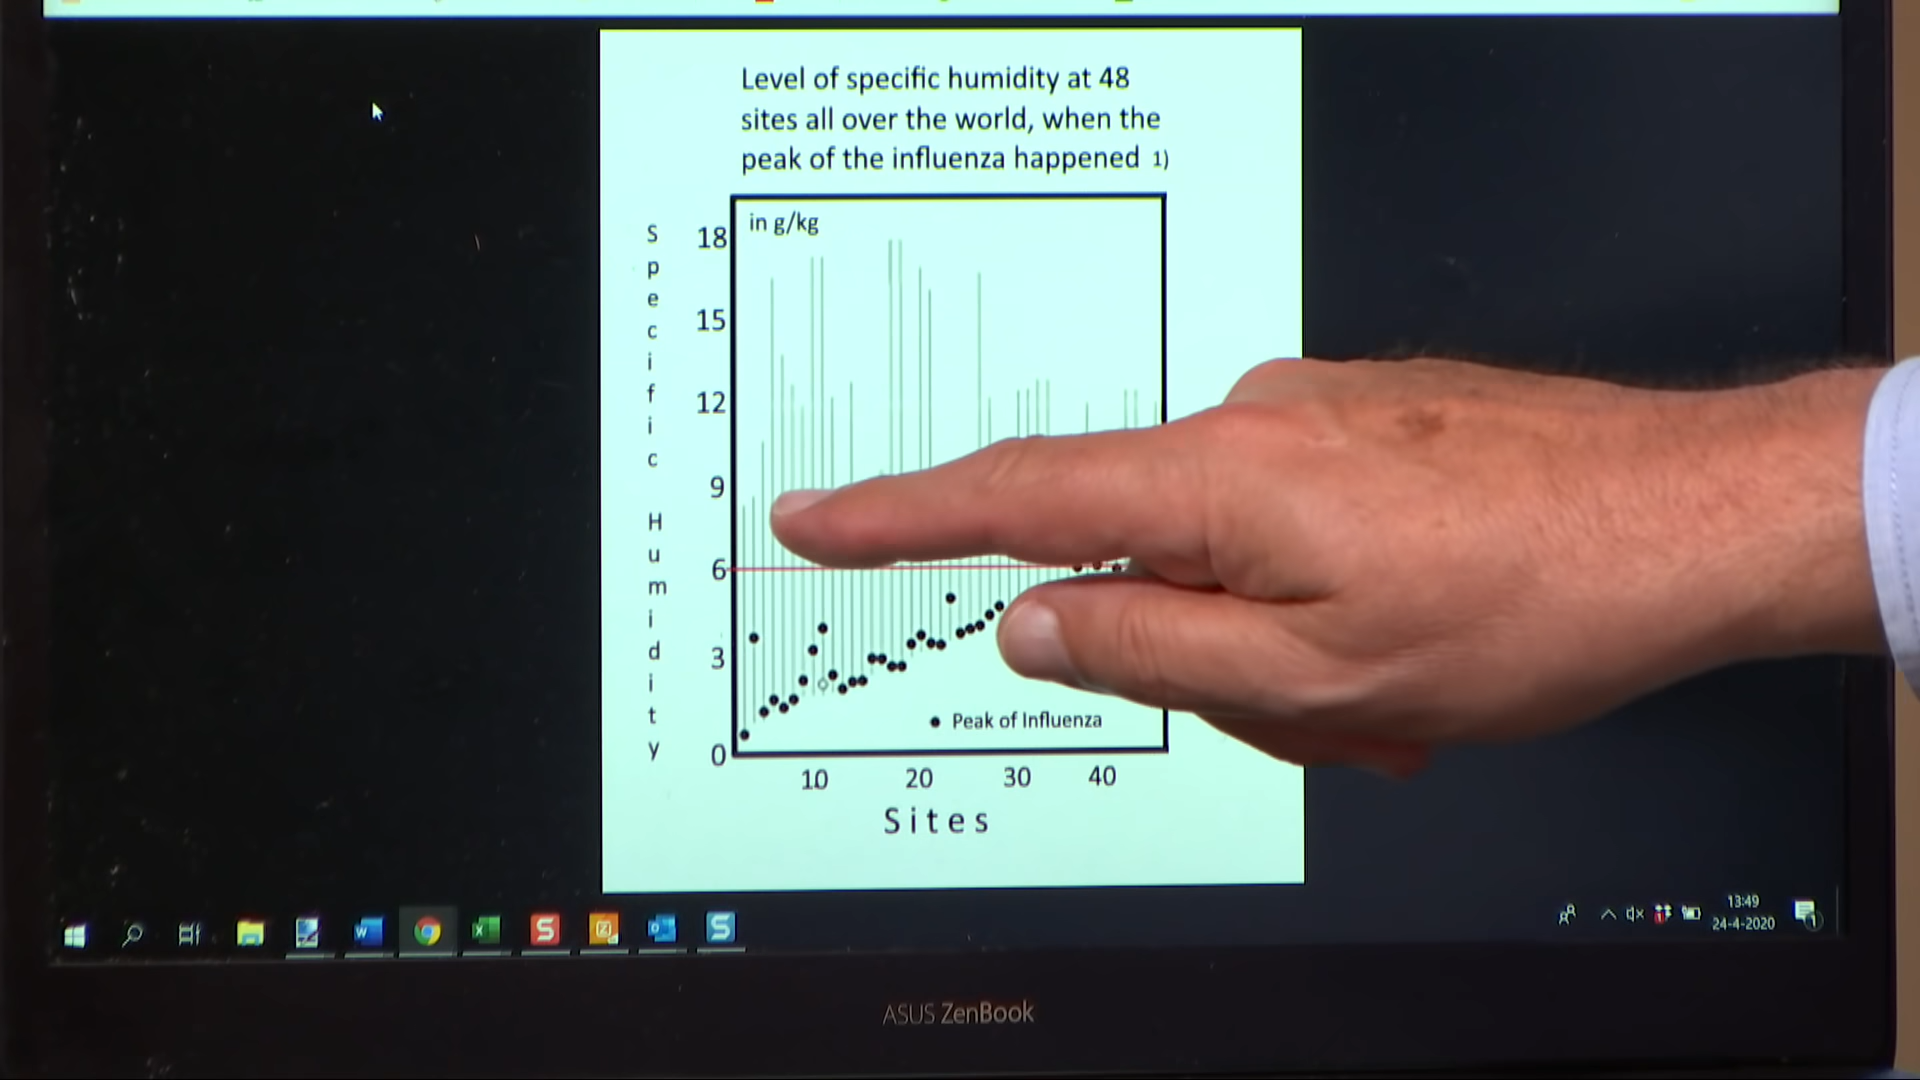 Level of specific humidity at 48
sites all over the world, when the
peak of the influenza happened 1)
in g/kg
Specific Humidity
18
15
12
9
6
3
0
Peak of Influenza
10 20 30 40
Sites
13:49
24-4-2020
ASUS ZenBook